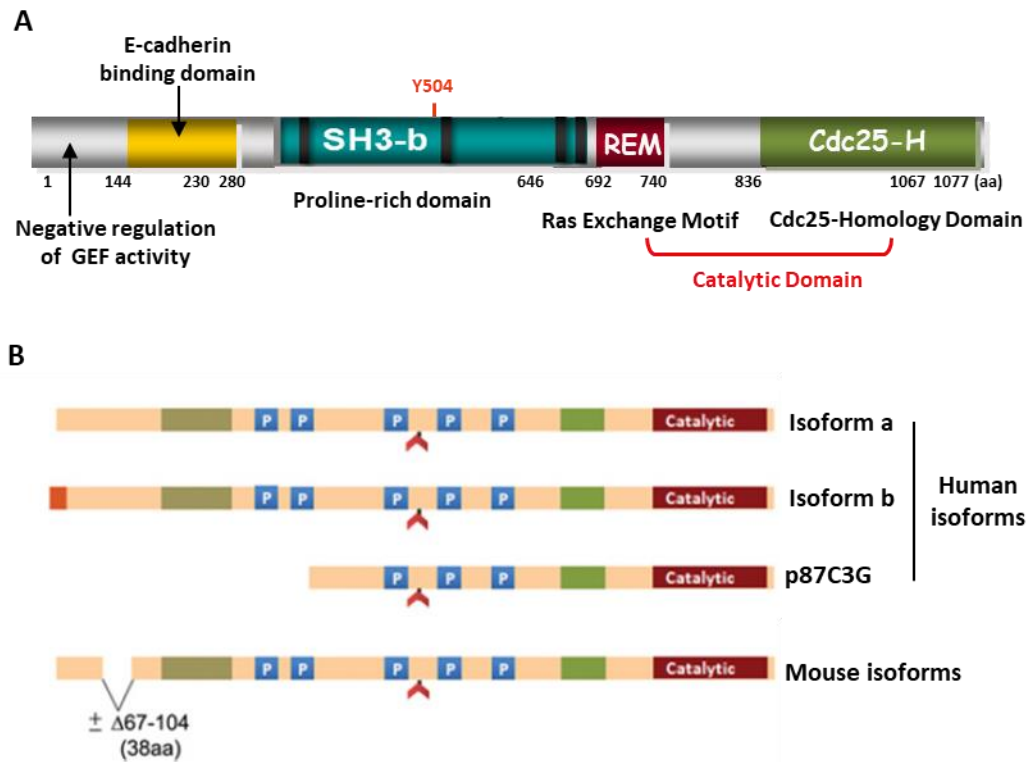 A
E-cadherin
binding domain
Y504
SH3-b
REM
Cdc25-H
1 144 230 280 646 692 740 836 1067 1077 (aa)
Proline-rich domain
Negative regulation
of GEF activity
Ras Exchange Motif
Cdc25-Homology Domain
Catalytic Domain
B
P P P P P Catalytic Isoform a
P P P P P Catalytic Isoform b
Human
isoforms
P P P Catalytic p87C3G
P P P P P Catalytic Mouse isoforms
± Δ67-104
(38aa)